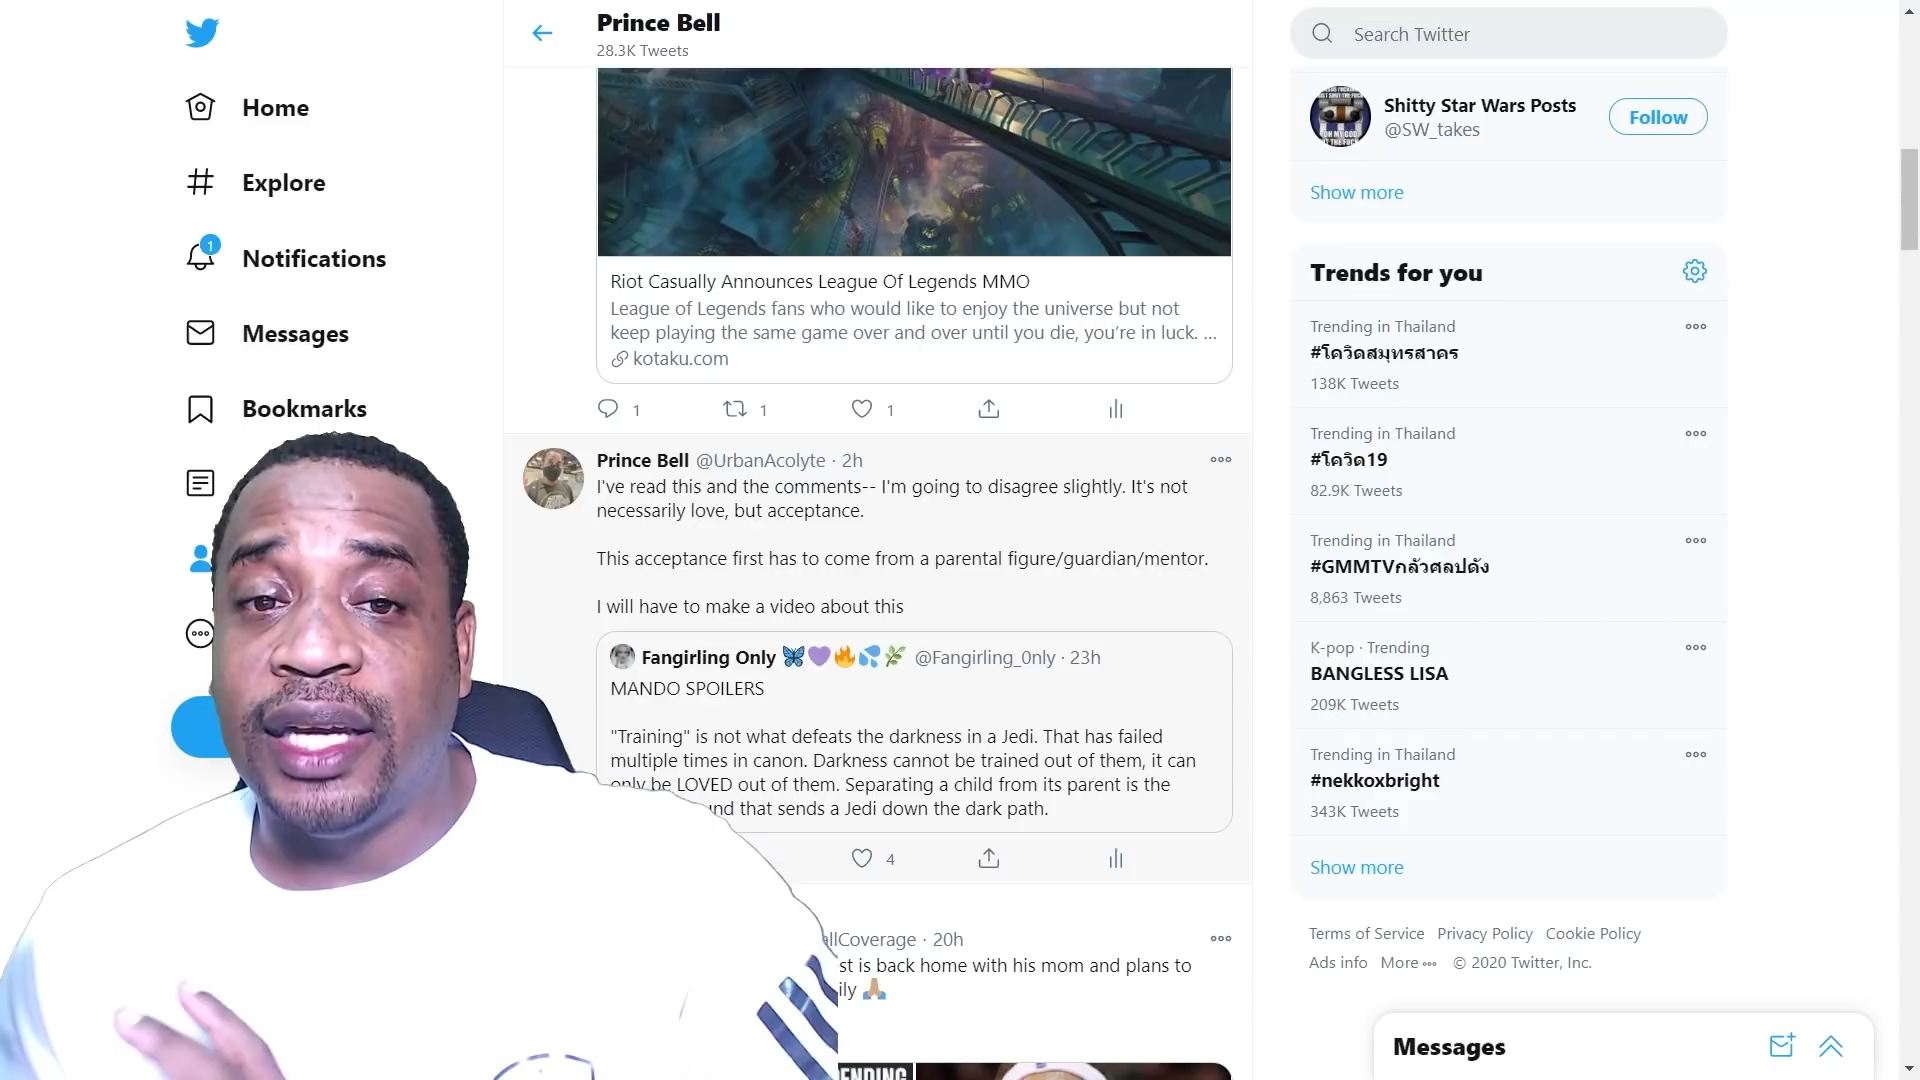 Home
Explore
1
Notifications
Messages
Bookmarks
Prince Bell
28.3K Tweets
Riot Casually Announces League Of Legends MMO
League of Legends fans who would like to enjoy the universe but not
keep playing the same game over and over until you die, you're in luck. ...
kotaku.com
1 1 1
Prince Bell @UrbanAcolyte · 2h
I've read this and the comments-- I'm going to disagree slightly. It's not
necessarily love, but acceptance.
This acceptance first has to come from a parental figure/guardian/mentor.
I will have to make a video about this
Fangirling Only 🦋💜🔥💦🌿 @Fangirling_0nly · 23h
MANDO SPOILERS
"Training" is not what defeats the darkness in a Jedi. That has failed
multiple times in canon. Darkness cannot be trained out of them, it can
only be LOVED out of them. Separating a child from its parent is the
that sends a Jedi down the dark path.
4
· 20h
is back home with his mom and plans to
🙏🏽
Search Twitter
Shitty Star Wars Posts
@SW_takes
Follow
Show more
Trends for you
Trending in Thailand
#โควิดสมุทรสาคร
138K Tweets
Trending in Thailand
#โควิด19
82.9K Tweets
Trending in Thailand
#GMMTVกลัวศลปดัง
8,863 Tweets
K-pop · Trending
BANGLESS LISA
209K Tweets
Trending in Thailand
#nekkoxbright
343K Tweets
Show more
Terms of Service Privacy Policy Cookie Policy
Ads info More ••• © 2020 Twitter, Inc.
Messages